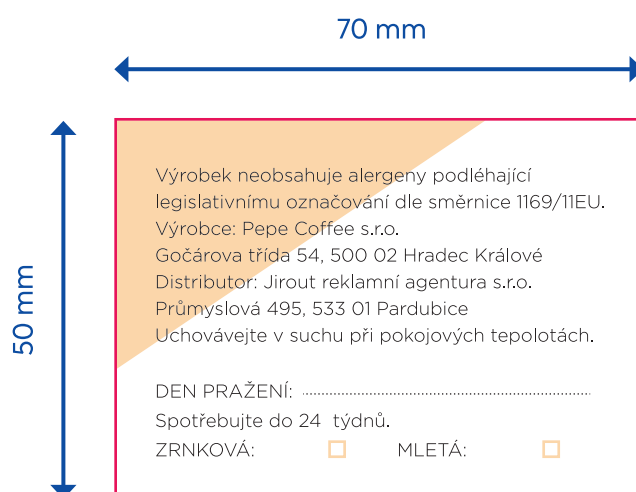 70 mm
50 mm
Výrobek neobsahuje alergeny podléhající
legislativnímu označování dle směrnice 1169/11EU.
Výrobce: Pepe Coffee s.r.o.
Gočárova třída 54, 500 02 Hradec Králové
Distributor: Jirout reklamní agentura s.r.o.
Průmyslová 495, 533 01 Pardubice
Uchovávejte v suchu při pokojových tepolotách.
DEN PRAŽENÍ: ........................................................................
Spotřebujte do 24 týdnů.
ZRNKOVÁ: ☐ MLETÁ: ☐